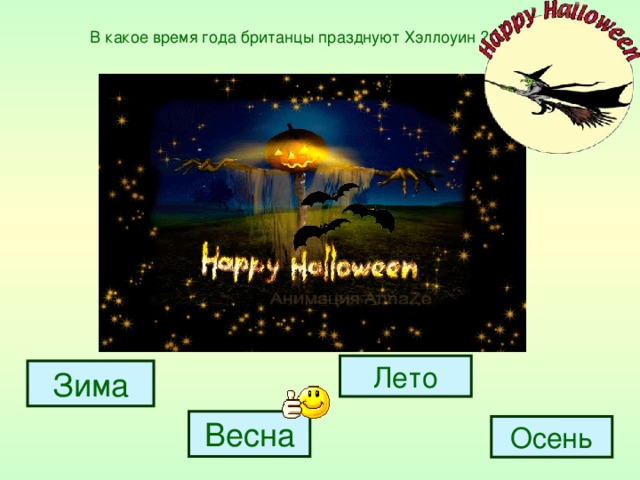 В какое время года британцы празднуют Хэллоуин ?
Happy Halloween
Happy Halloween
Анимация AnnaZe
Зима
Лето
Весна
Осень